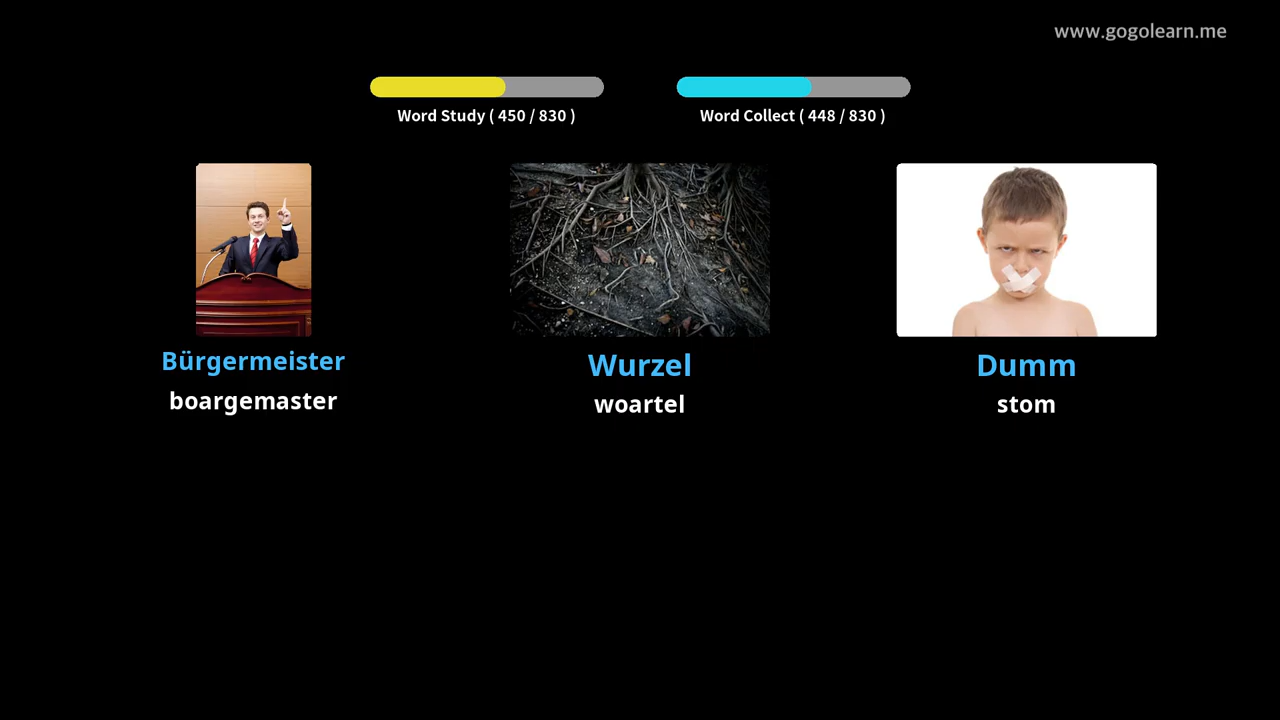 www.gogolearn.me
Word Study ( 450 / 830 )
Word Collect ( 448 / 830 )
Bürgermeister
boargemaster
Wurzel
woartel
Dumm
stom